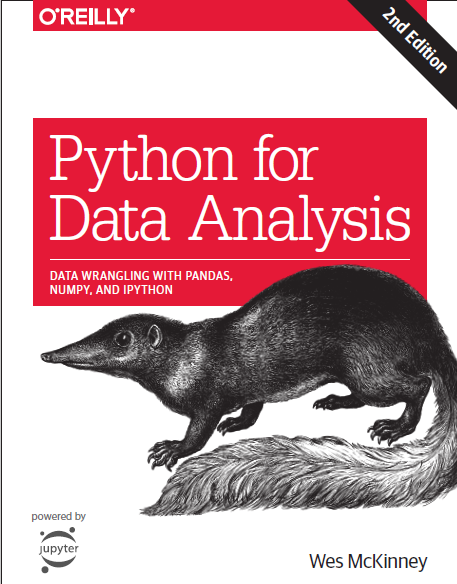 O'REILLY®
2nd Edition
Python for
Data Analysis
DATA WRANGLING WITH PANDAS,
NUMPY, AND IPYTHON
powered by
jupyter
Wes McKinney